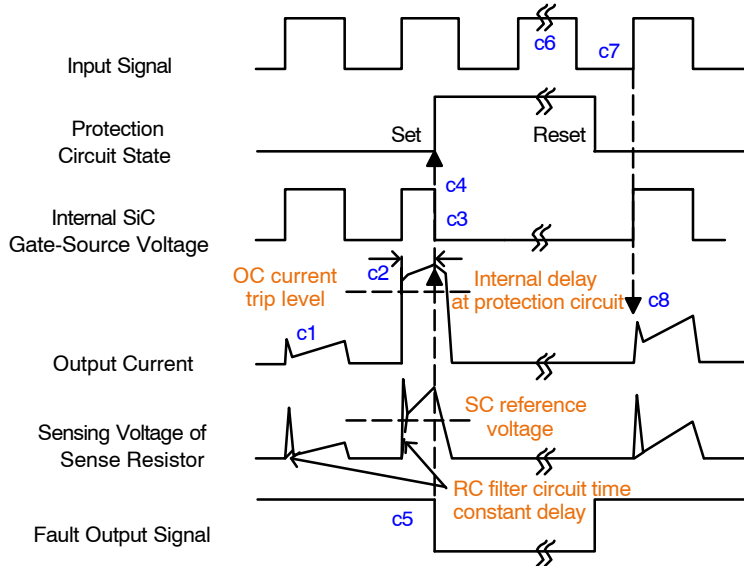 c6
c7
Input Signal
Protection
Circuit State
Set
Reset
c4
c3
Internal SiC
Gate-Source Voltage
c2
OC current
trip level
Internal delay
at protection circuit
c8
c1
Output Current
SC reference
voltage
Sensing Voltage of
Sense Resistor
RC filter circuit time
constant delay
c5
Fault Output Signal